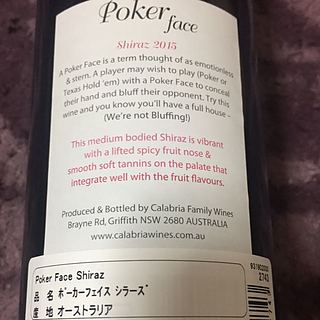 Poker
face
Shiraz 2015
A Poker Face is a term thought of as emotionless
& stern. A player may wish to play (Poker or
Texas Hold 'em) with a Poker Face to conceal
their hand and bluff their opponent. Try this
wine and you know you'll have a full house –
(We're not Bluffing!)
This medium bodied Shiraz is vibrant
with a lifted spicy fruit nose &
smooth soft tannins on the palate that
integrate well with the fruit flavours.
Produced & Bottled by Calabria Family Wines
Brayne Rd, Griffith NSW 2680 AUSTRALIA
www.calabriawines.com.au
Poker Face Shiraz
品 名 ﾎﾟｰｶｰﾌｪｲｽ ｼﾗｰｽﾞ
産 地 オーストラリア